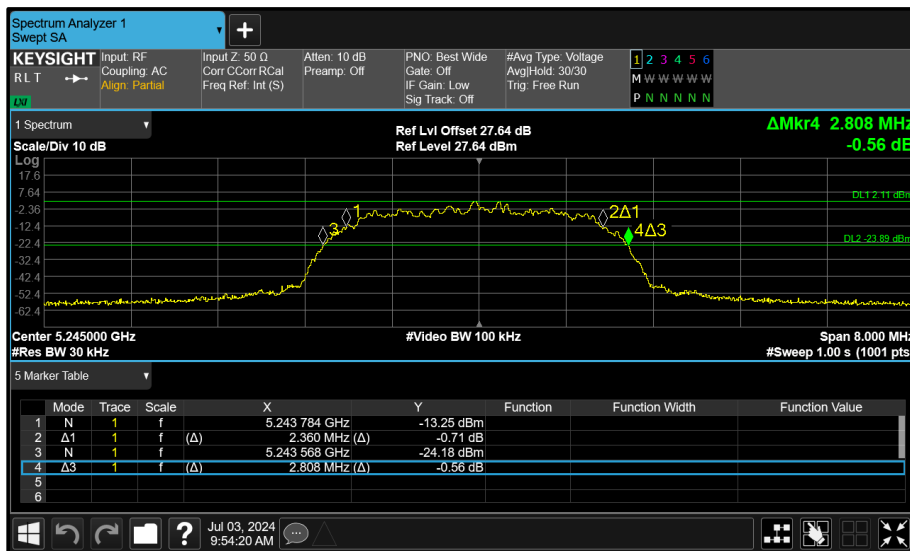 Spectrum Analyzer 1
Swept SA
+
KEYSIGHT Input: RF Input Z: 50 Ω Atten: 10 dB PNO: Best Wide #Avg Type: Voltage 1 2 3 4 5 6
R L T Coupling: AC Corr CCorr RCal Preamp: Off Gate: Off Avg|Hold: 30/30 M W W W W W
Align: Partial Freq Ref: Int (S) IF Gain: Low Trig: Free Run
LXI Sig Track: Off P N N N N N
1 Spectrum Ref Lvl Offset 27.64 dB ΔMkr4 2.808 MHz
Scale/Div 10 dB Ref Level 27.64 dBm -0.56 dB
Log
17.6
7.64 DL1 2.11 dBm
-2.36 1 2Δ1
-12.4 3 4Δ3
-22.4 DL2 -23.89 dBm
-32.4
-42.4
-52.4
-62.4
Center 5.245000 GHz #Video BW 100 kHz Span 8.000 MHz
#Res BW 30 kHz #Sweep 1.00 s (1001 pts
5 Marker Table
Mode Trace Scale X Y Function Function Width Function Value
1 N 1 f 5.243 784 GHz -13.25 dBm
2 Δ1 1 f (Δ) 2.360 MHz (Δ) -0.71 dB
3 N 1 f 5.243 568 GHz -24.18 dBm
4 Δ3 1 f (Δ) 2.808 MHz (Δ) -0.56 dB
5
6
? Jul 03, 2024
9:54:20 AM